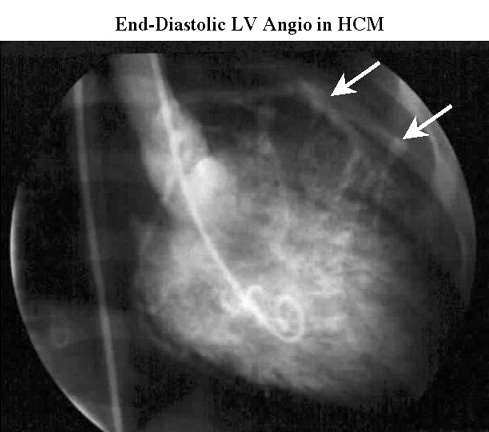 End-Diastolic LV Angio in HCM